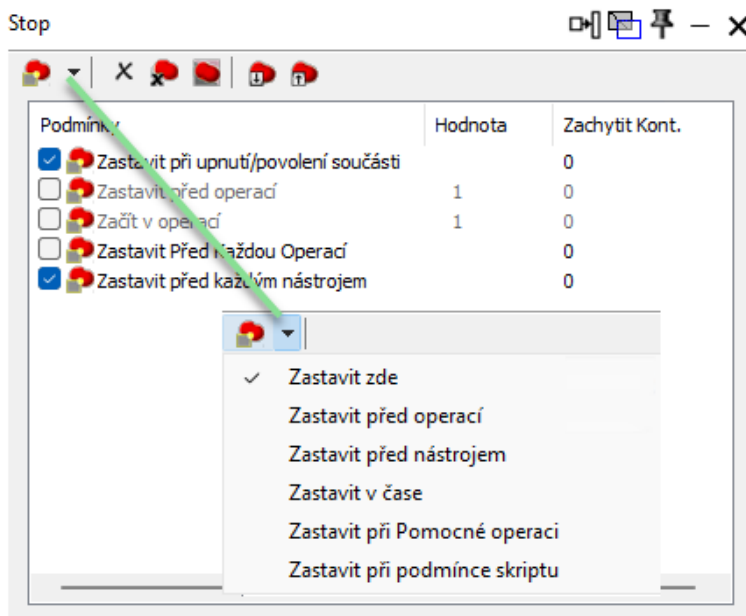 Stop
Podmínky Hodnota Zachytit Kont.
Zastavit při upnutí/povolení součásti 0
Zastavit před operací 1 0
Začít v operací 1 0
Zastavit Před Každou Operací 0
Zastavit před každým nástrojem 0
Zastavit zde
Zastavit před operací
Zastavit před nástrojem
Zastavit v čase
Zastavit při Pomocné operaci
Zastavit při podmínce skriptu